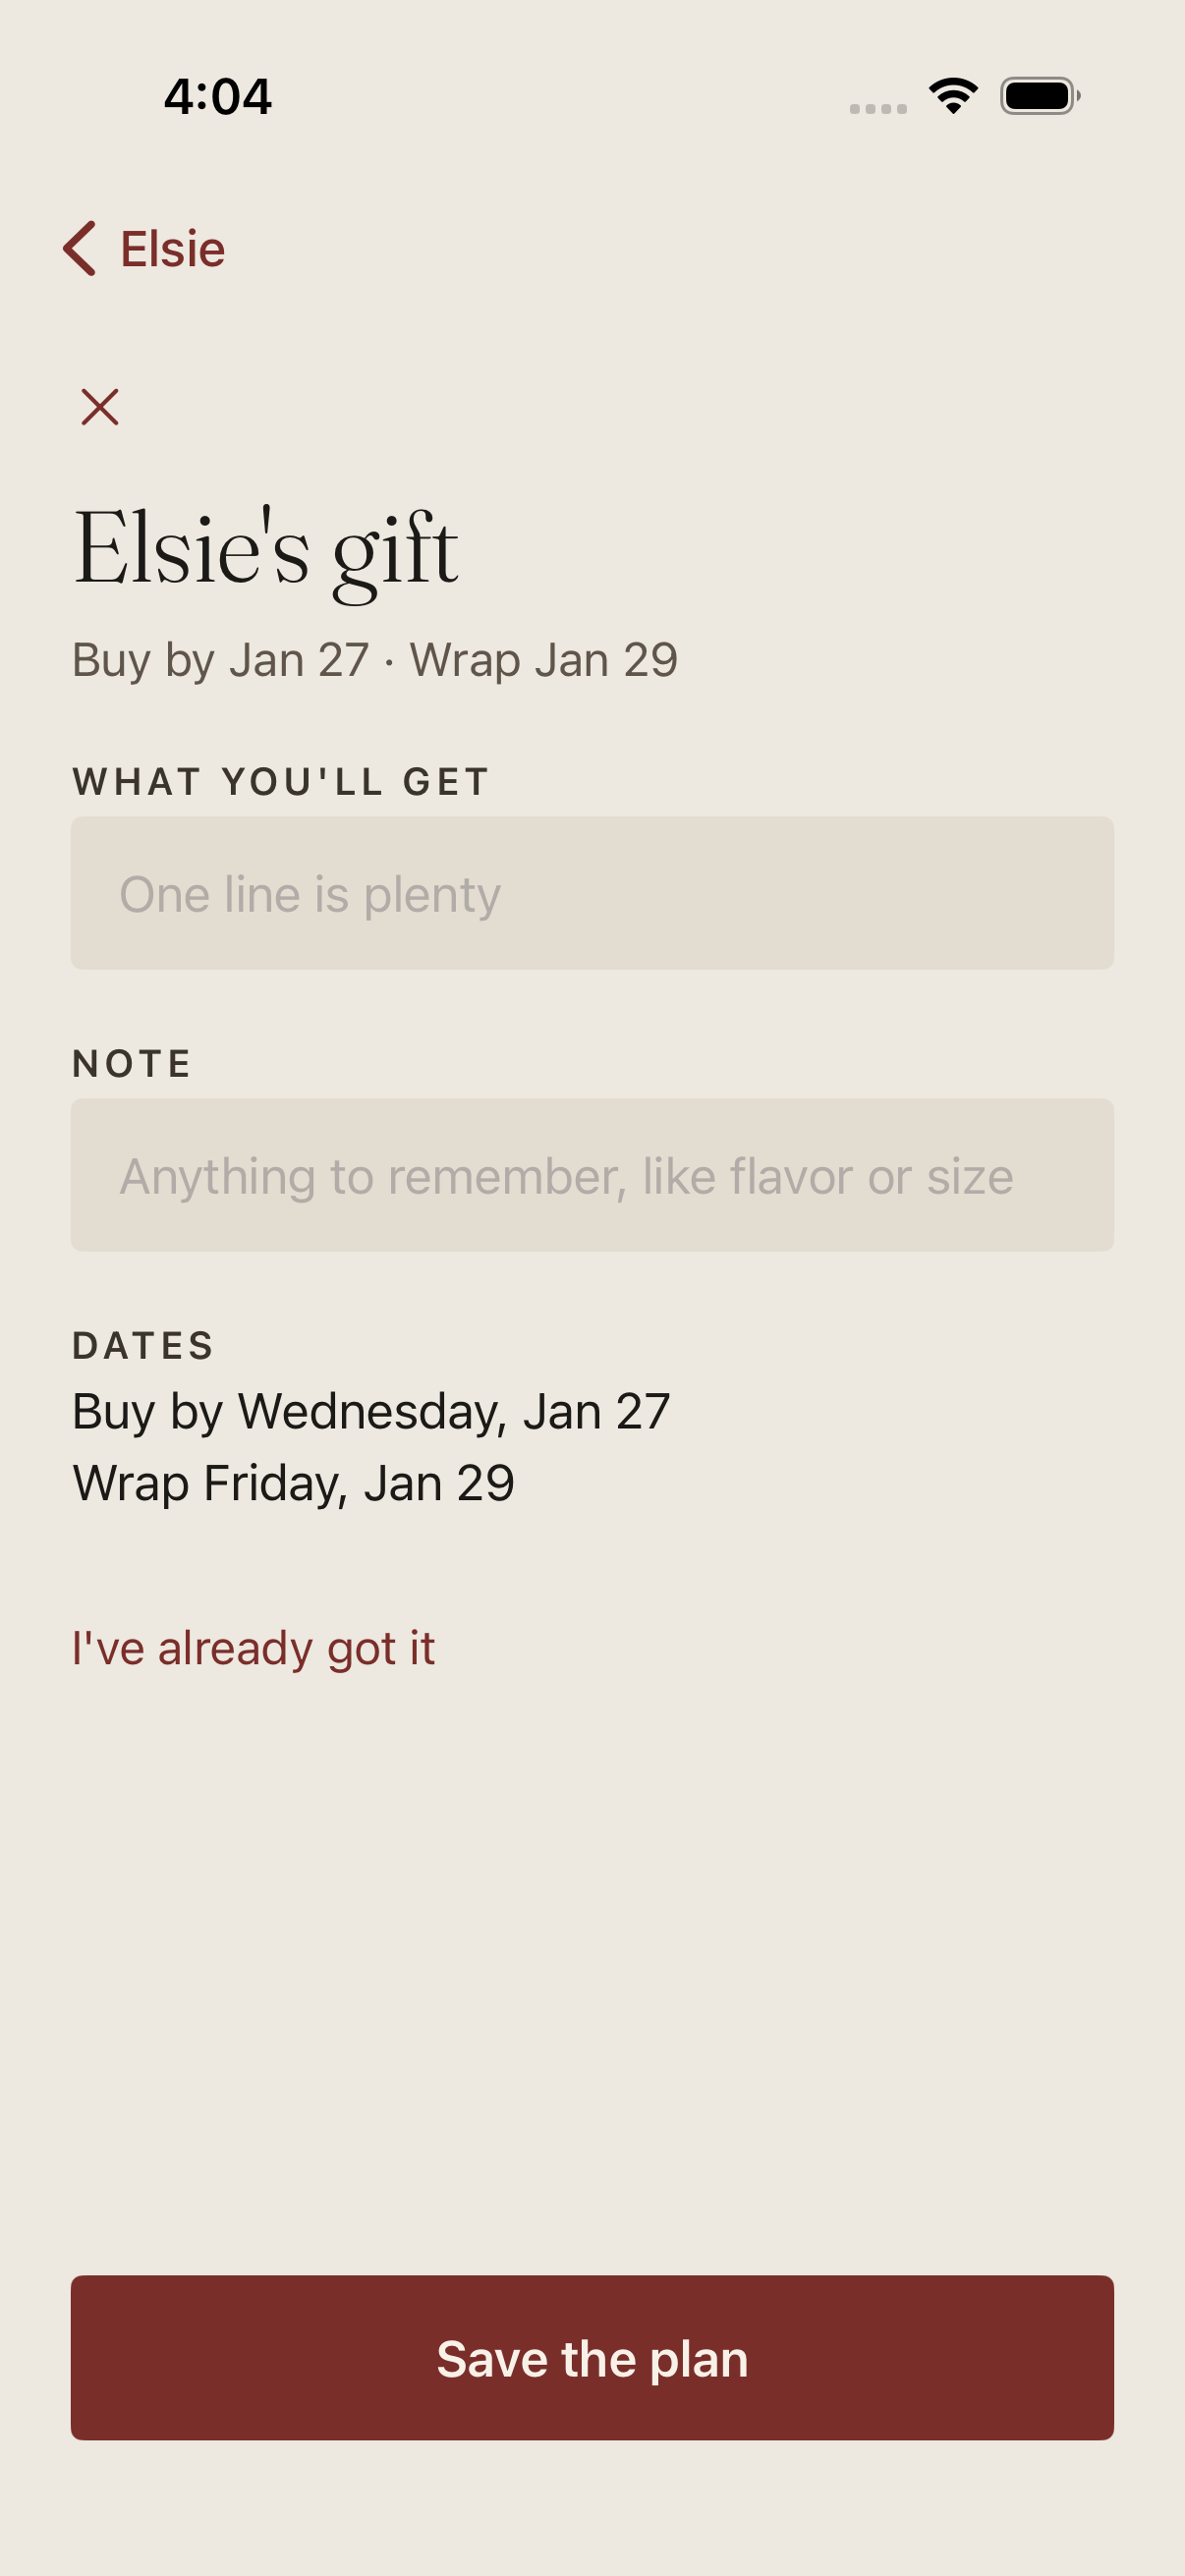 4:04
Elsie
Elsie's gift
Buy by Jan 27 · Wrap Jan 29
WHAT YOU'LL GET
One line is plenty
NOTE
Anything to remember, like flavor or size
DATES
Buy by Wednesday, Jan 27
Wrap Friday, Jan 29
I've already got it
Save the plan